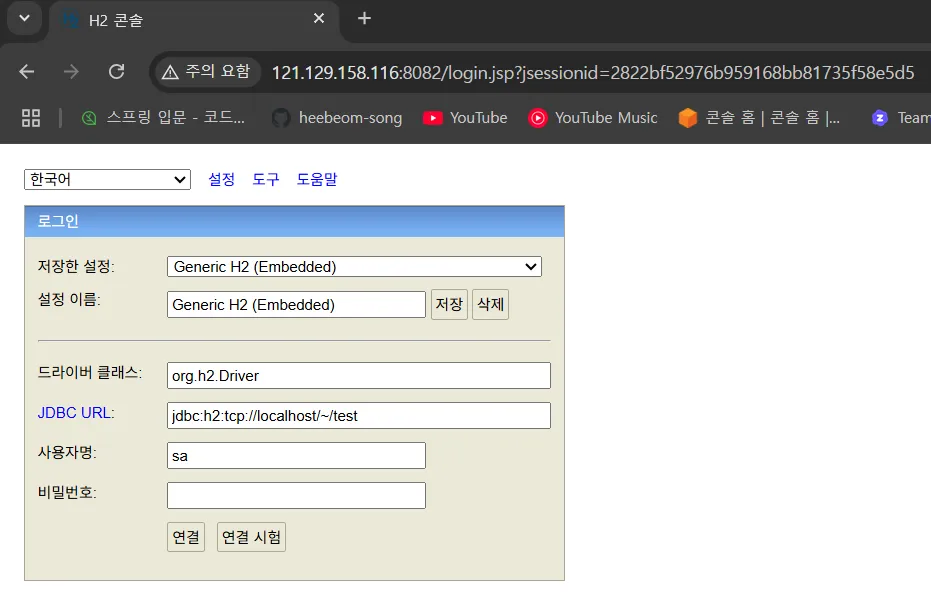 H2 콘솔
주의 요함 121.129.158.116:8082/login.jsp?jsessionid=2822bf52976b959168bb81735f58e5d5
스프링 입문 - 코드... heebeom-song YouTube YouTube Music 콘솔 홈 | 콘솔 홈 |... Team
한국어 설정 도구 도움말
로그인
저장한 설정: Generic H2 (Embedded)
설정 이름: Generic H2 (Embedded) 저장 삭제
드라이버 클래스: org.h2.Driver
JDBC URL: jdbc:h2:tcp://localhost/~/test
사용자명: sa
비밀번호:
연결 연결 시험